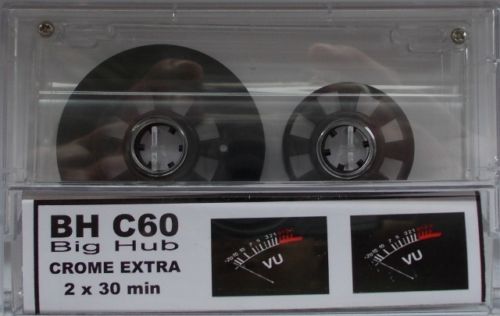 BH C60
Big Hub
CROME EXTRA
2 x 30 min
VU
VU